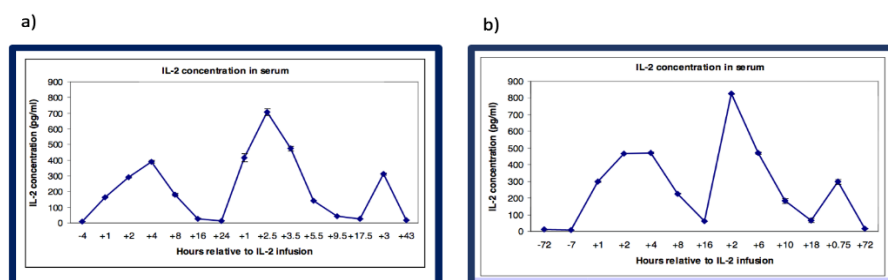 a)
IL-2 concentration in serum
IL-2 concentration (pg/ml)
900
800
700
600
500
400
300
200
100
0
-4 +1 +2 +4 +8 +16 +24 +1 +2.5 +3.5 +5.5 +9.5 +17.5 +3 +43
Hours relative to IL-2 infusion
b)
IL-2 concentration in serum
IL-2 concentration (pg/ml)
900
800
700
600
500
400
300
200
100
0
-72 -7 +1 +2 +4 +8 +16 +2 +6 +10 +18 +0.75 +72
Hours relative to IL-2 infusion